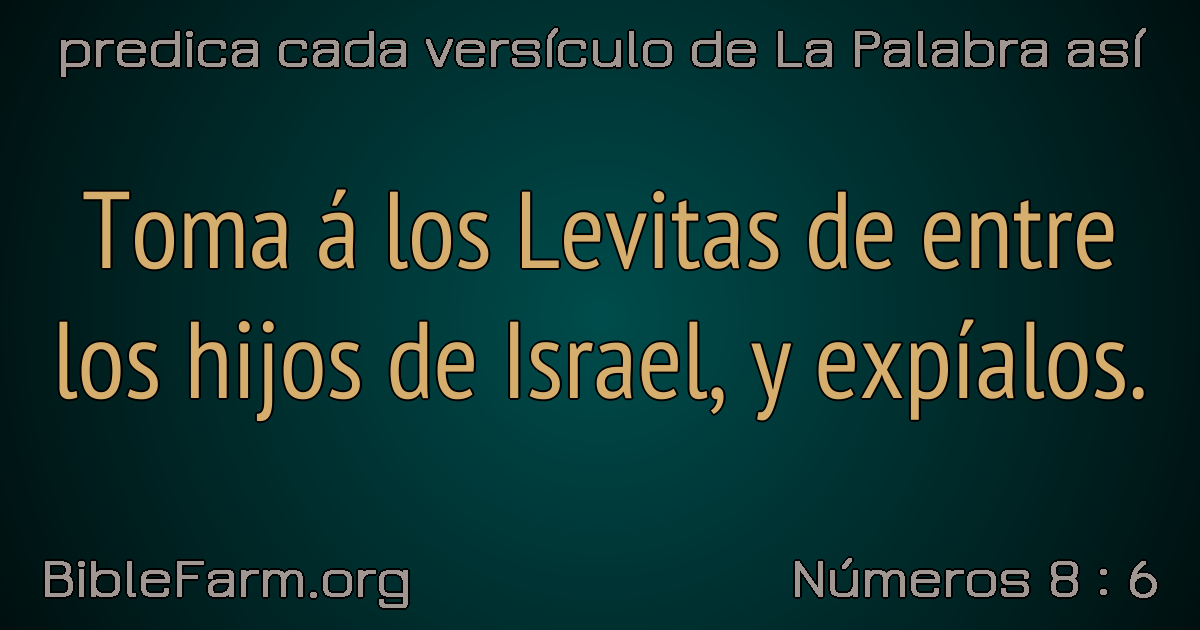 predica cada versículo de La Palabra así
Toma á los Levitas de entre
los hijos de Israel, y expíalos.
BibleFarm.org
Números 8 : 6